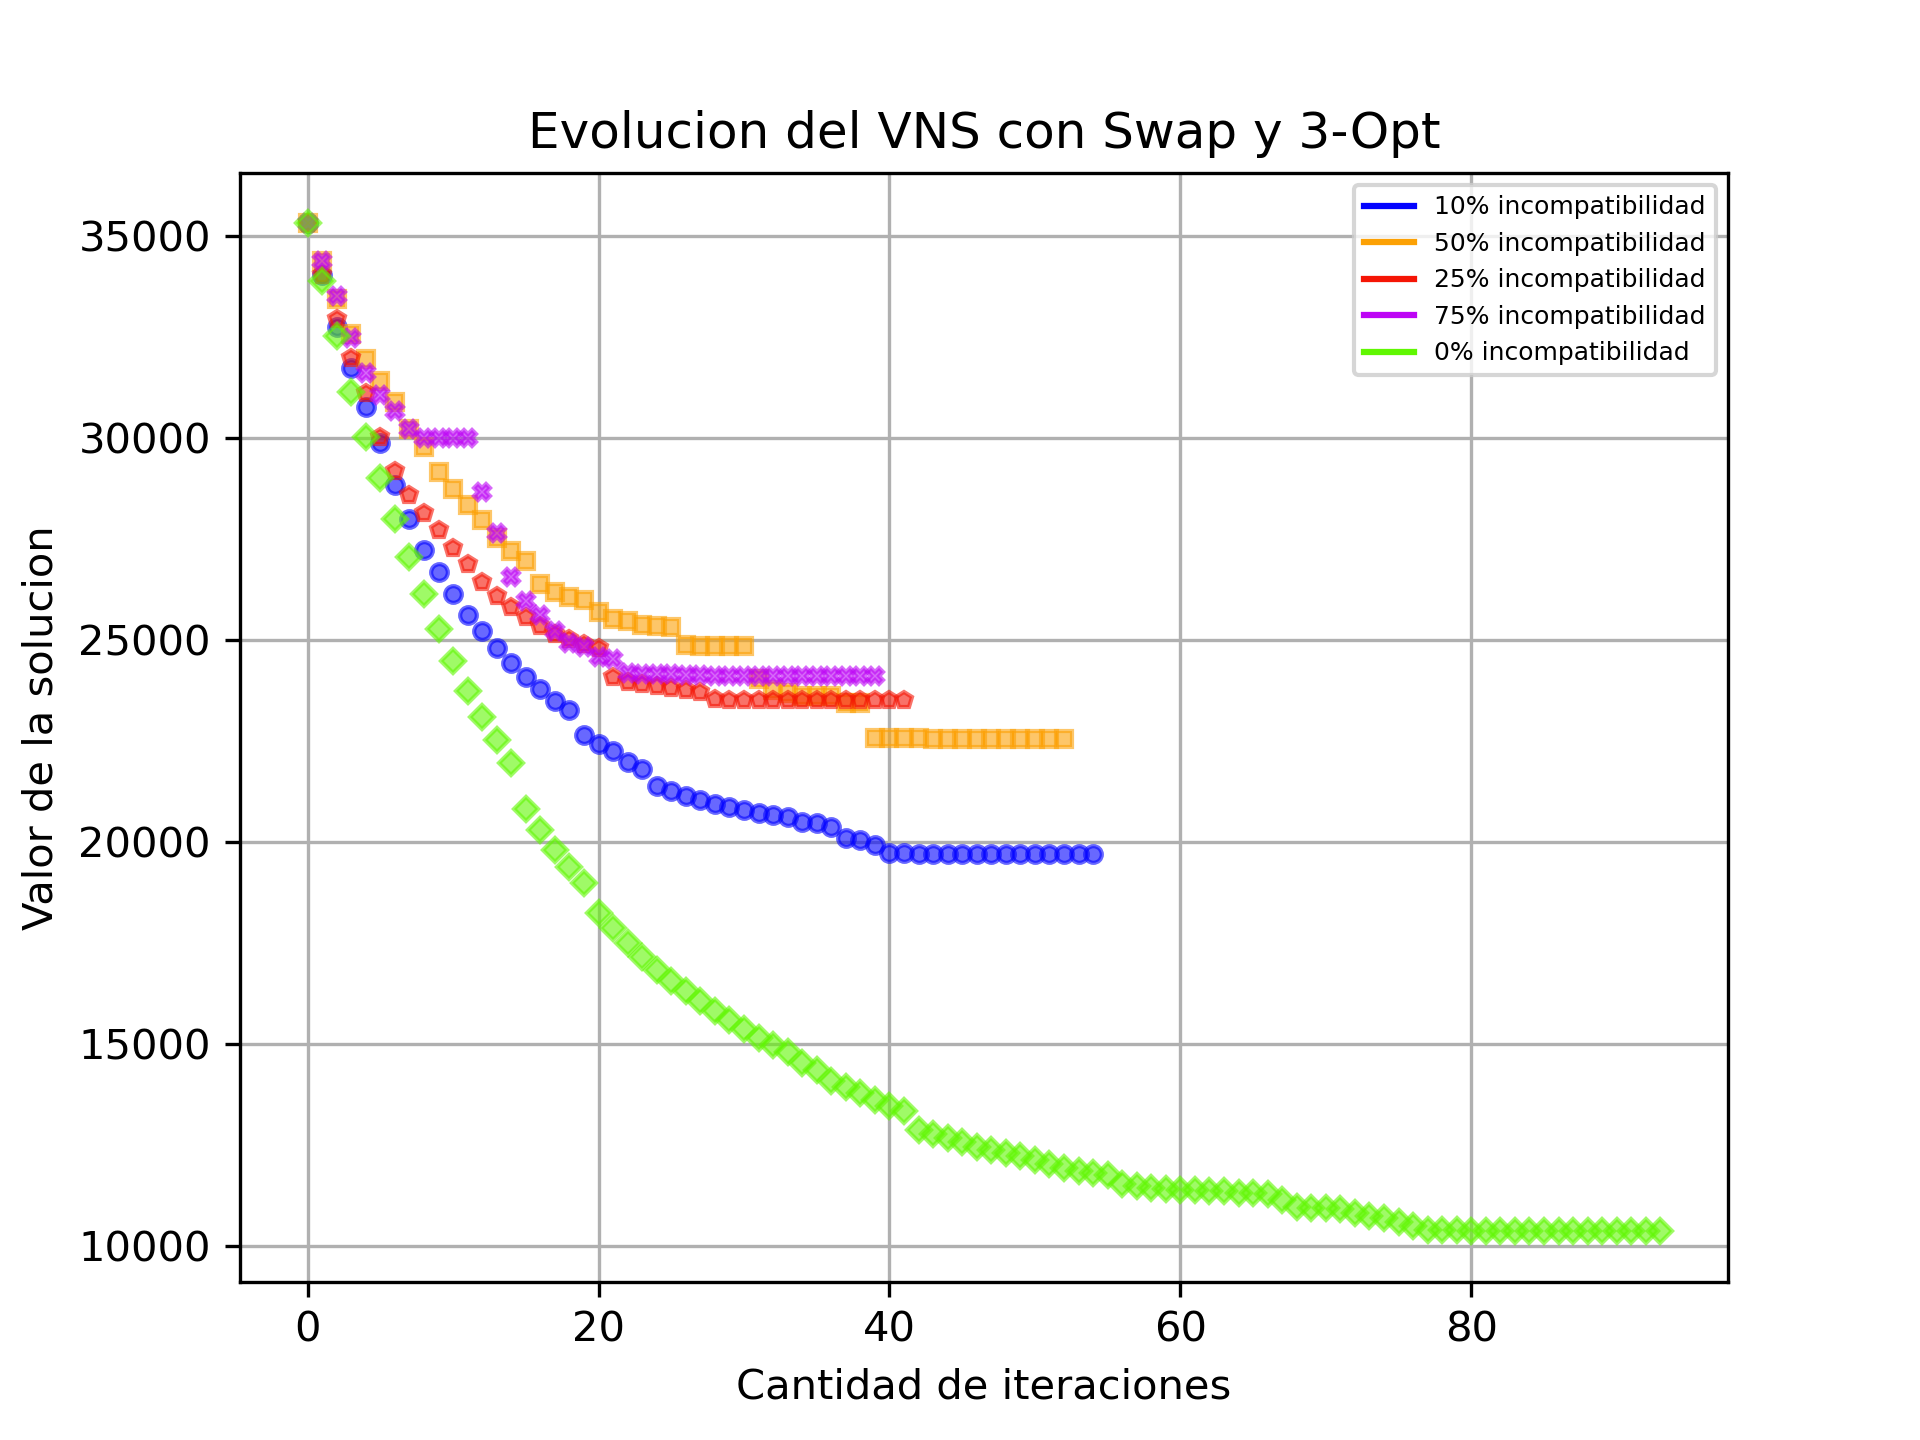 Evolucion del VNS con Swap y 3-Opt
10% incompatibilidad
50% incompatibilidad
25% incompatibilidad
75% incompatibilidad
0% incompatibilidad
35000
30000
25000
20000
15000
10000
Valor de la solucion
0 20 40 60 80
Cantidad de iteraciones